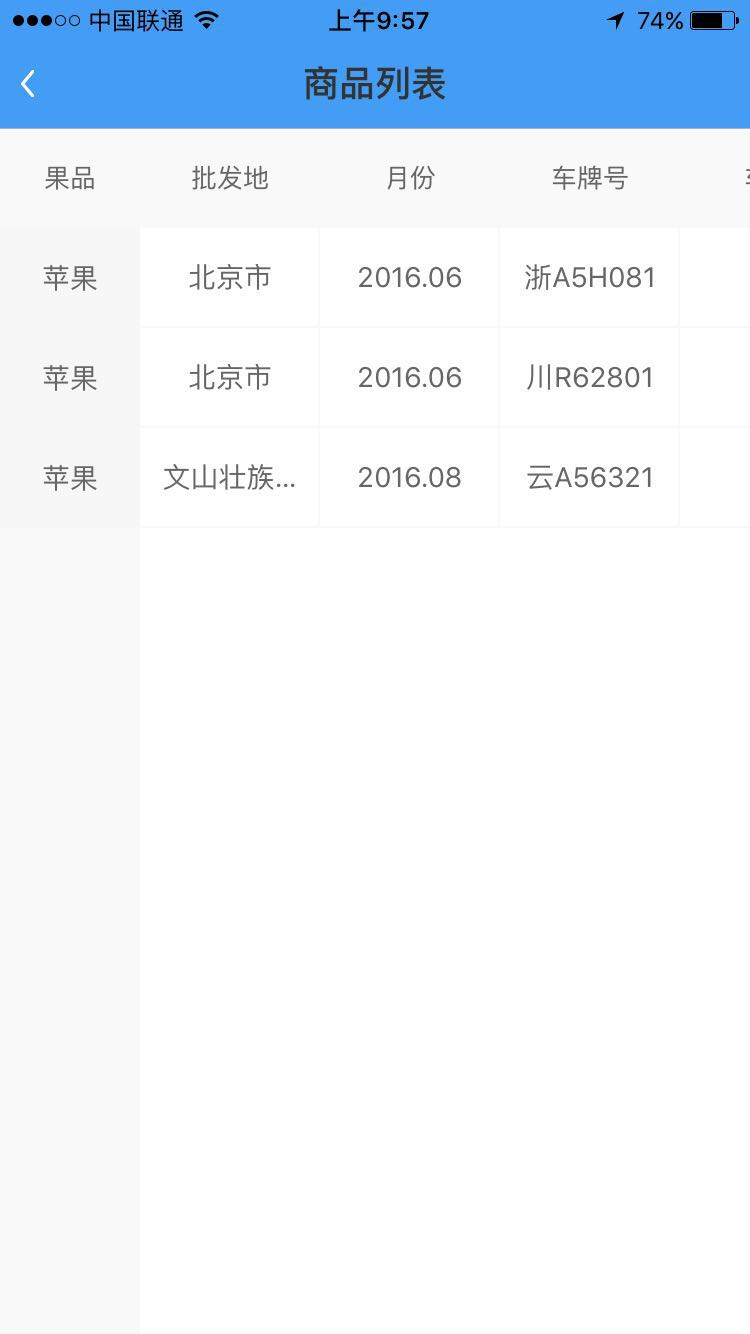 中国联通 上午9:57 74%
商品列表
果品 批发地 月份 车牌号
苹果 北京市 2016.06 浙A5H081
苹果 北京市 2016.06 川R62801
苹果 文山壮族... 2016.08 云A56321